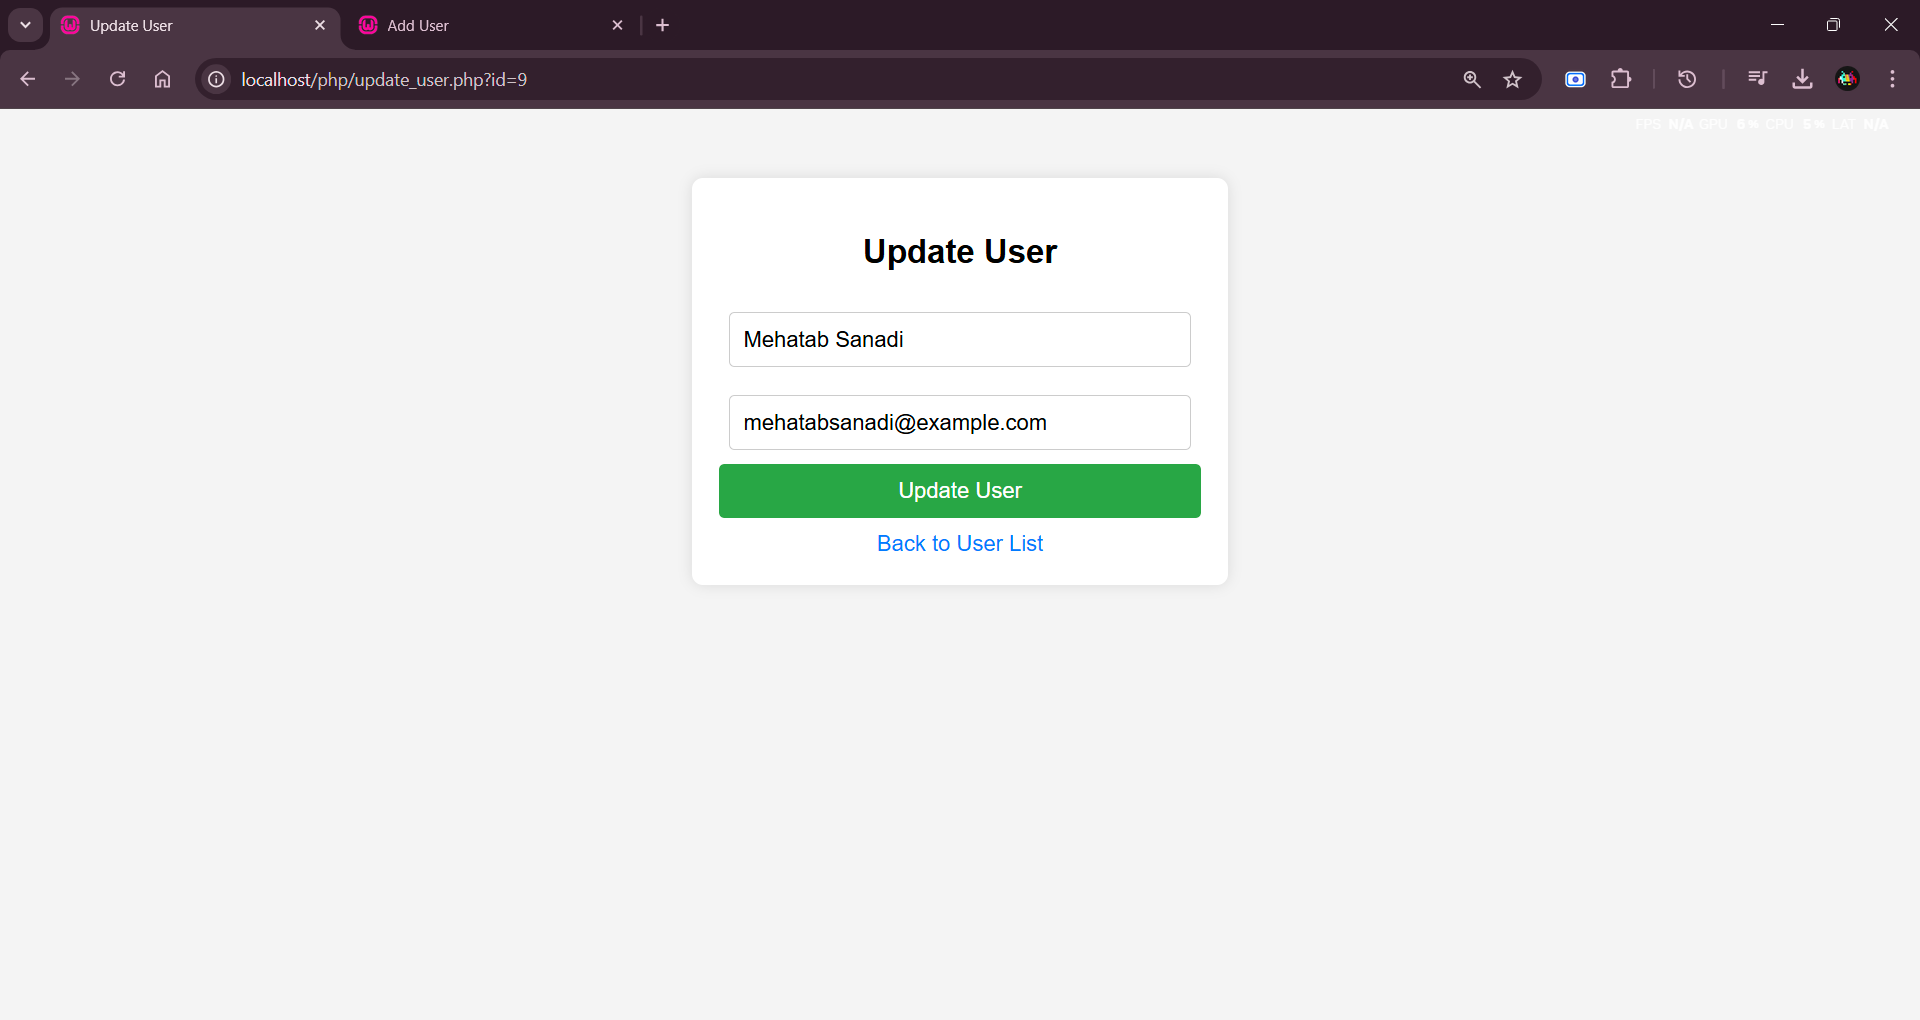 Update User
Add User
localhost/php/update_user.php?id=9
FPS N/A GPU 6% CPU 5% LAT N/A
Update User
Mehatab Sanadi
mehatabsanadi@example.com
Update User
Back to User List